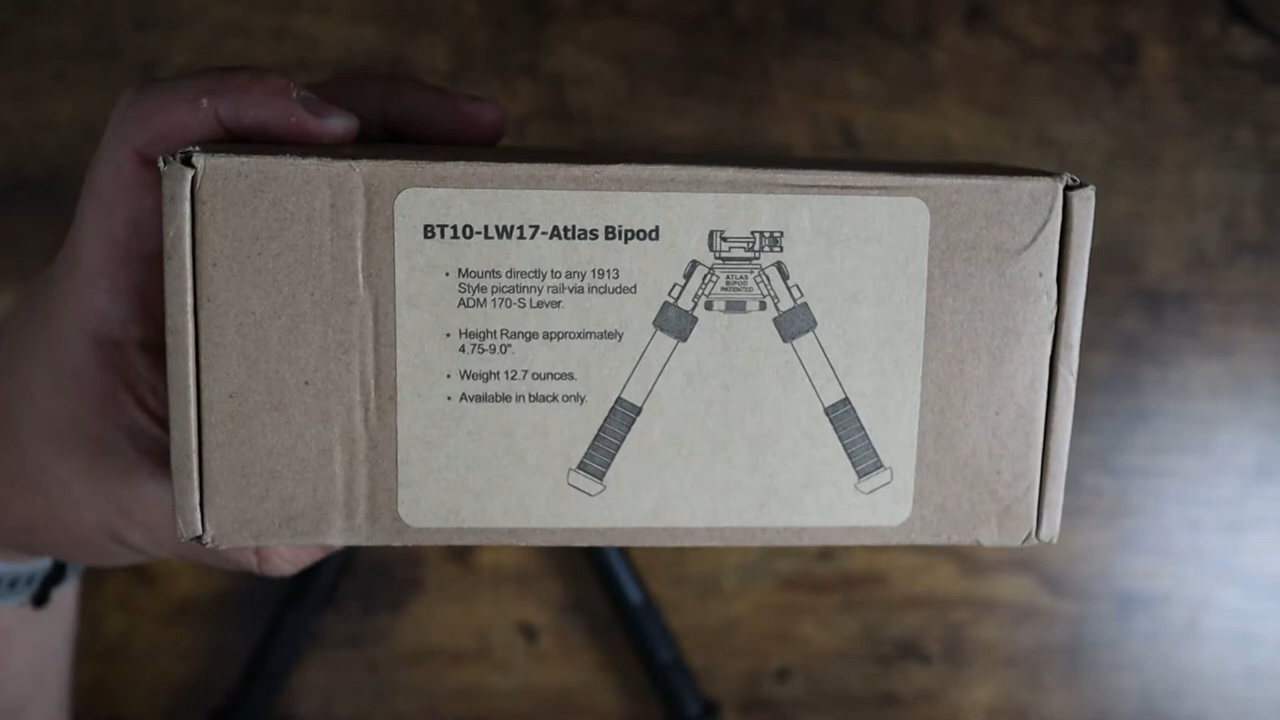 BT10-LW17-Atlas Bipod
• Mounts directly to any 1913
Style picatinny rail-via included
ADM 170-S Lever.
• Height Range approximately
4.75-9.0".
• Weight 12.7 ounces.
• Available in black only.
ATLAS
BIPOD
PATENTED